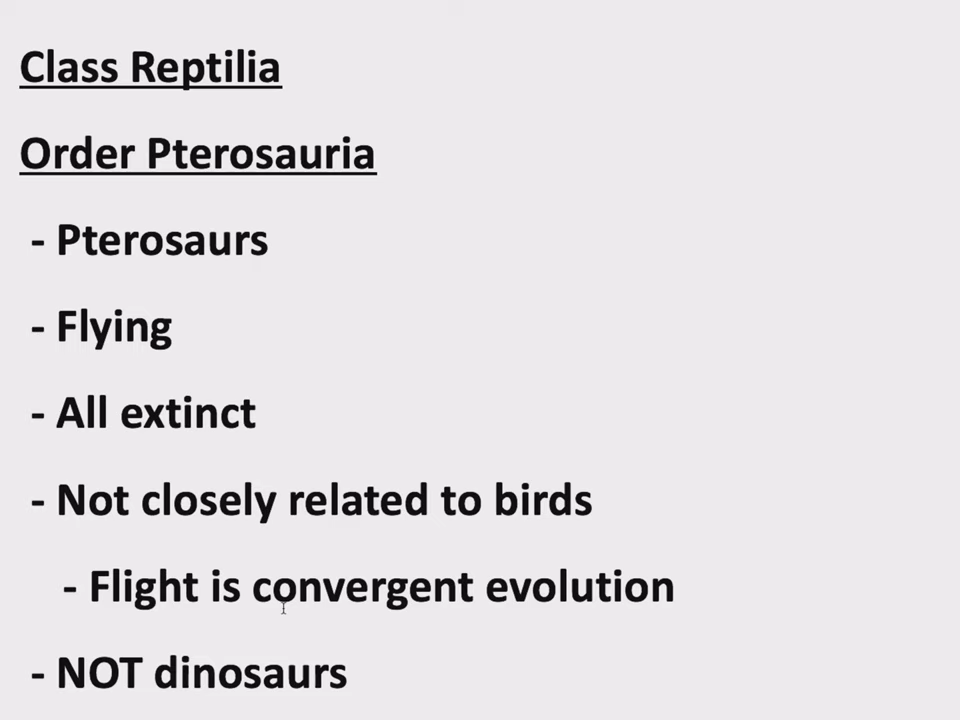 Class Reptilia
Order Pterosauria
- Pterosaurs
- Flying
- All extinct
- Not closely related to birds
- Flight is convergent evolution
- NOT dinosaurs